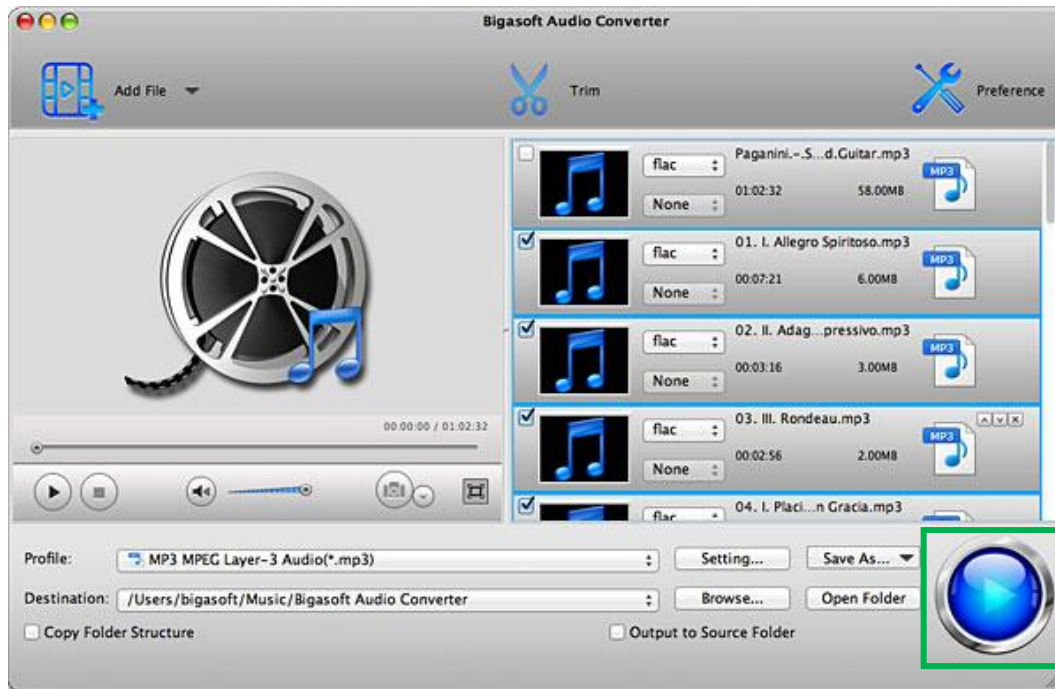 Bigasoft Audio Converter
Add File
Trim
Preference
flac
Paganini.-.S...d.Guitar.mp3
None
01:02:32
58.00MB
MP3
flac
01. I. Allegro Spiritoso.mp3
None
00:07:21
6.00MB
MP3
flac
02. II. Adag...pressivo.mp3
None
00:03:16
3.00MB
MP3
flac
03. III. Rondeau.mp3
None
00:02:56
2.00MB
MP3
flac
04. I. Placi...n Gracia.mp3
00:00:00 / 01:02:32
Profile:
MP3 MPEG Layer-3 Audio(*.mp3)
Setting...
Save As...
Destination:
/Users/bigasoft/Music/Bigasoft Audio Converter
Browse...
Open Folder
Copy Folder Structure
Output to Source Folder